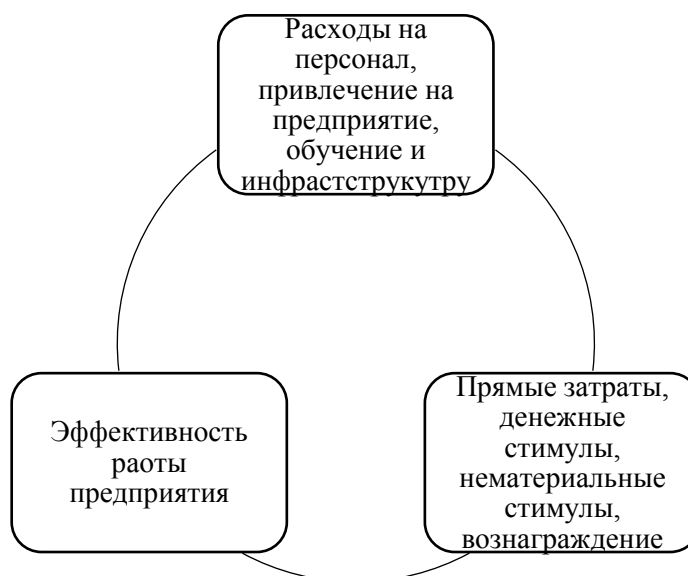 Расходы на
персонал,
привлечение на
предприятие,
обучение и
инфрастструкутру
Эффективность
раоты
предприятия
Прямые затраты,
денежные
стимулы,
нематериальные
стимулы,
вознаграждение